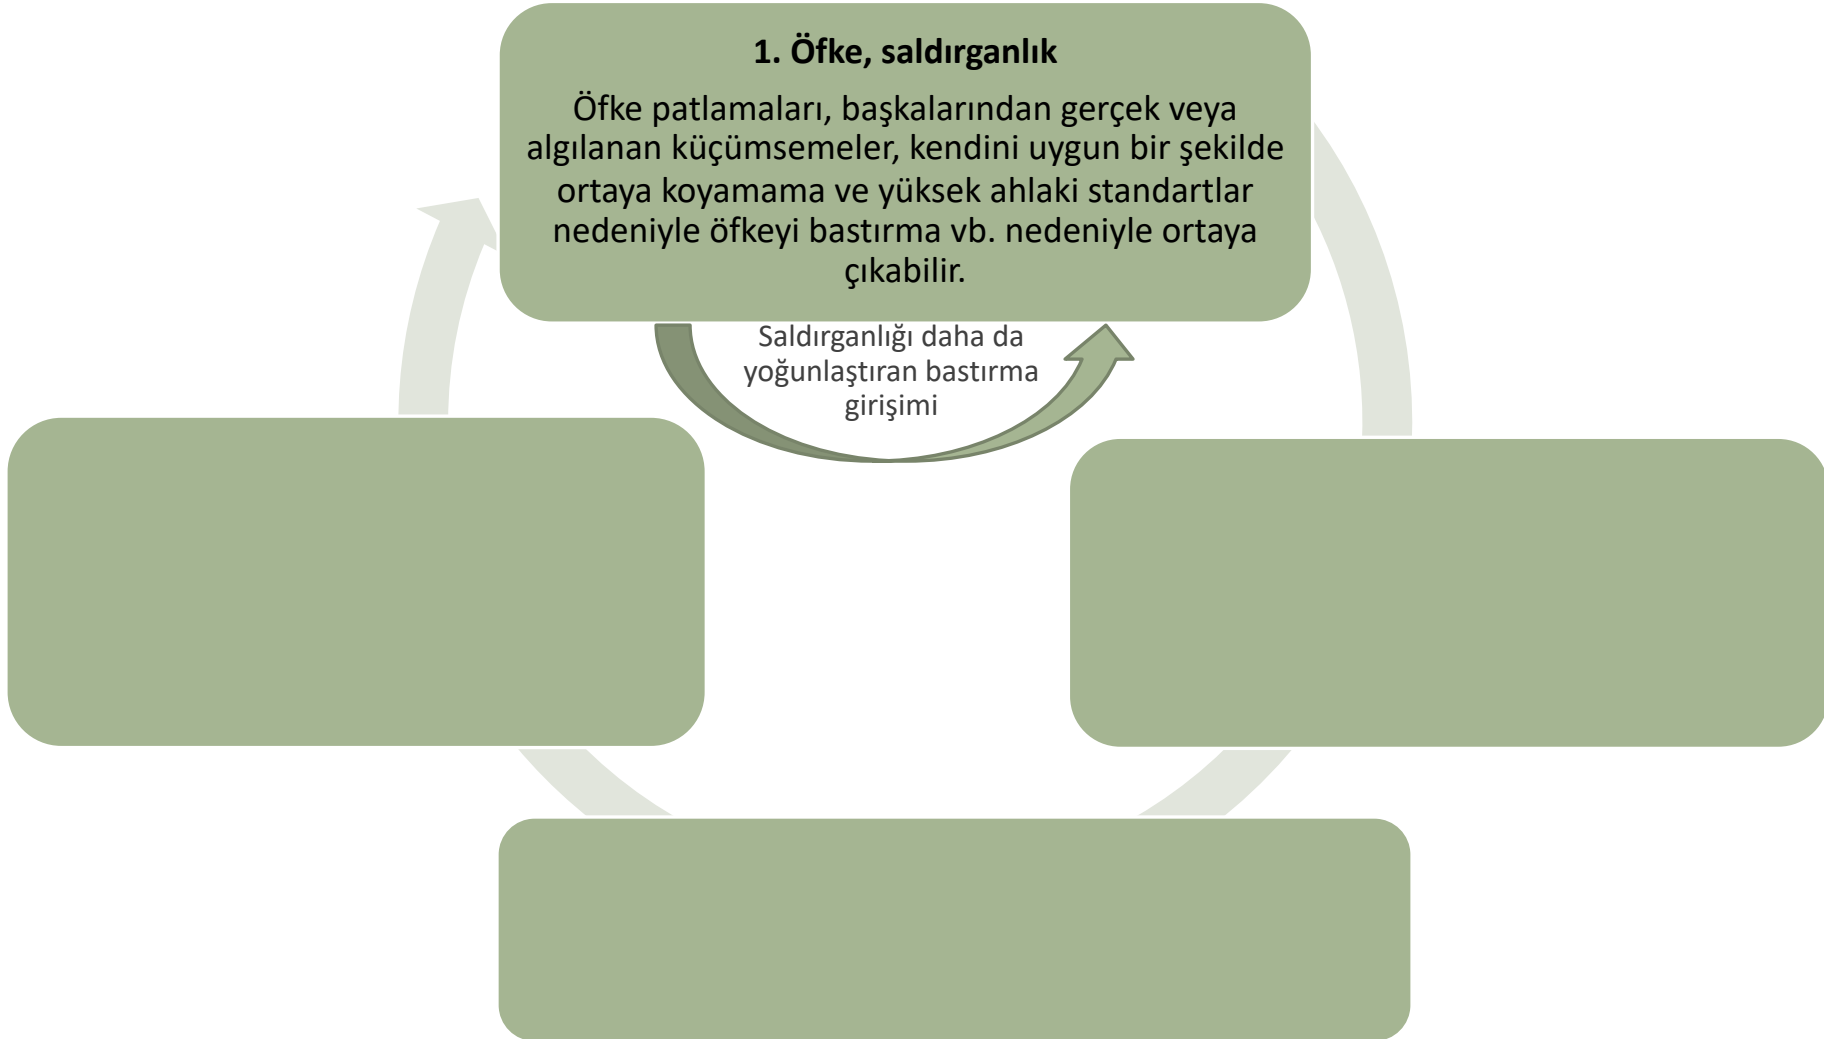 1. Öfke, saldırganlık
Öfke patlamaları, başkalarından gerçek veya
algılanan küçümsemeler, kendini uygun bir şekilde
ortaya koyamama ve yüksek ahlaki standartlar
nedeniyle öfkeyi bastırma vb. nedeniyle ortaya
çıkabilir.
Saldırganlığı daha da
yoğunlaştıran bastırma
girişimi